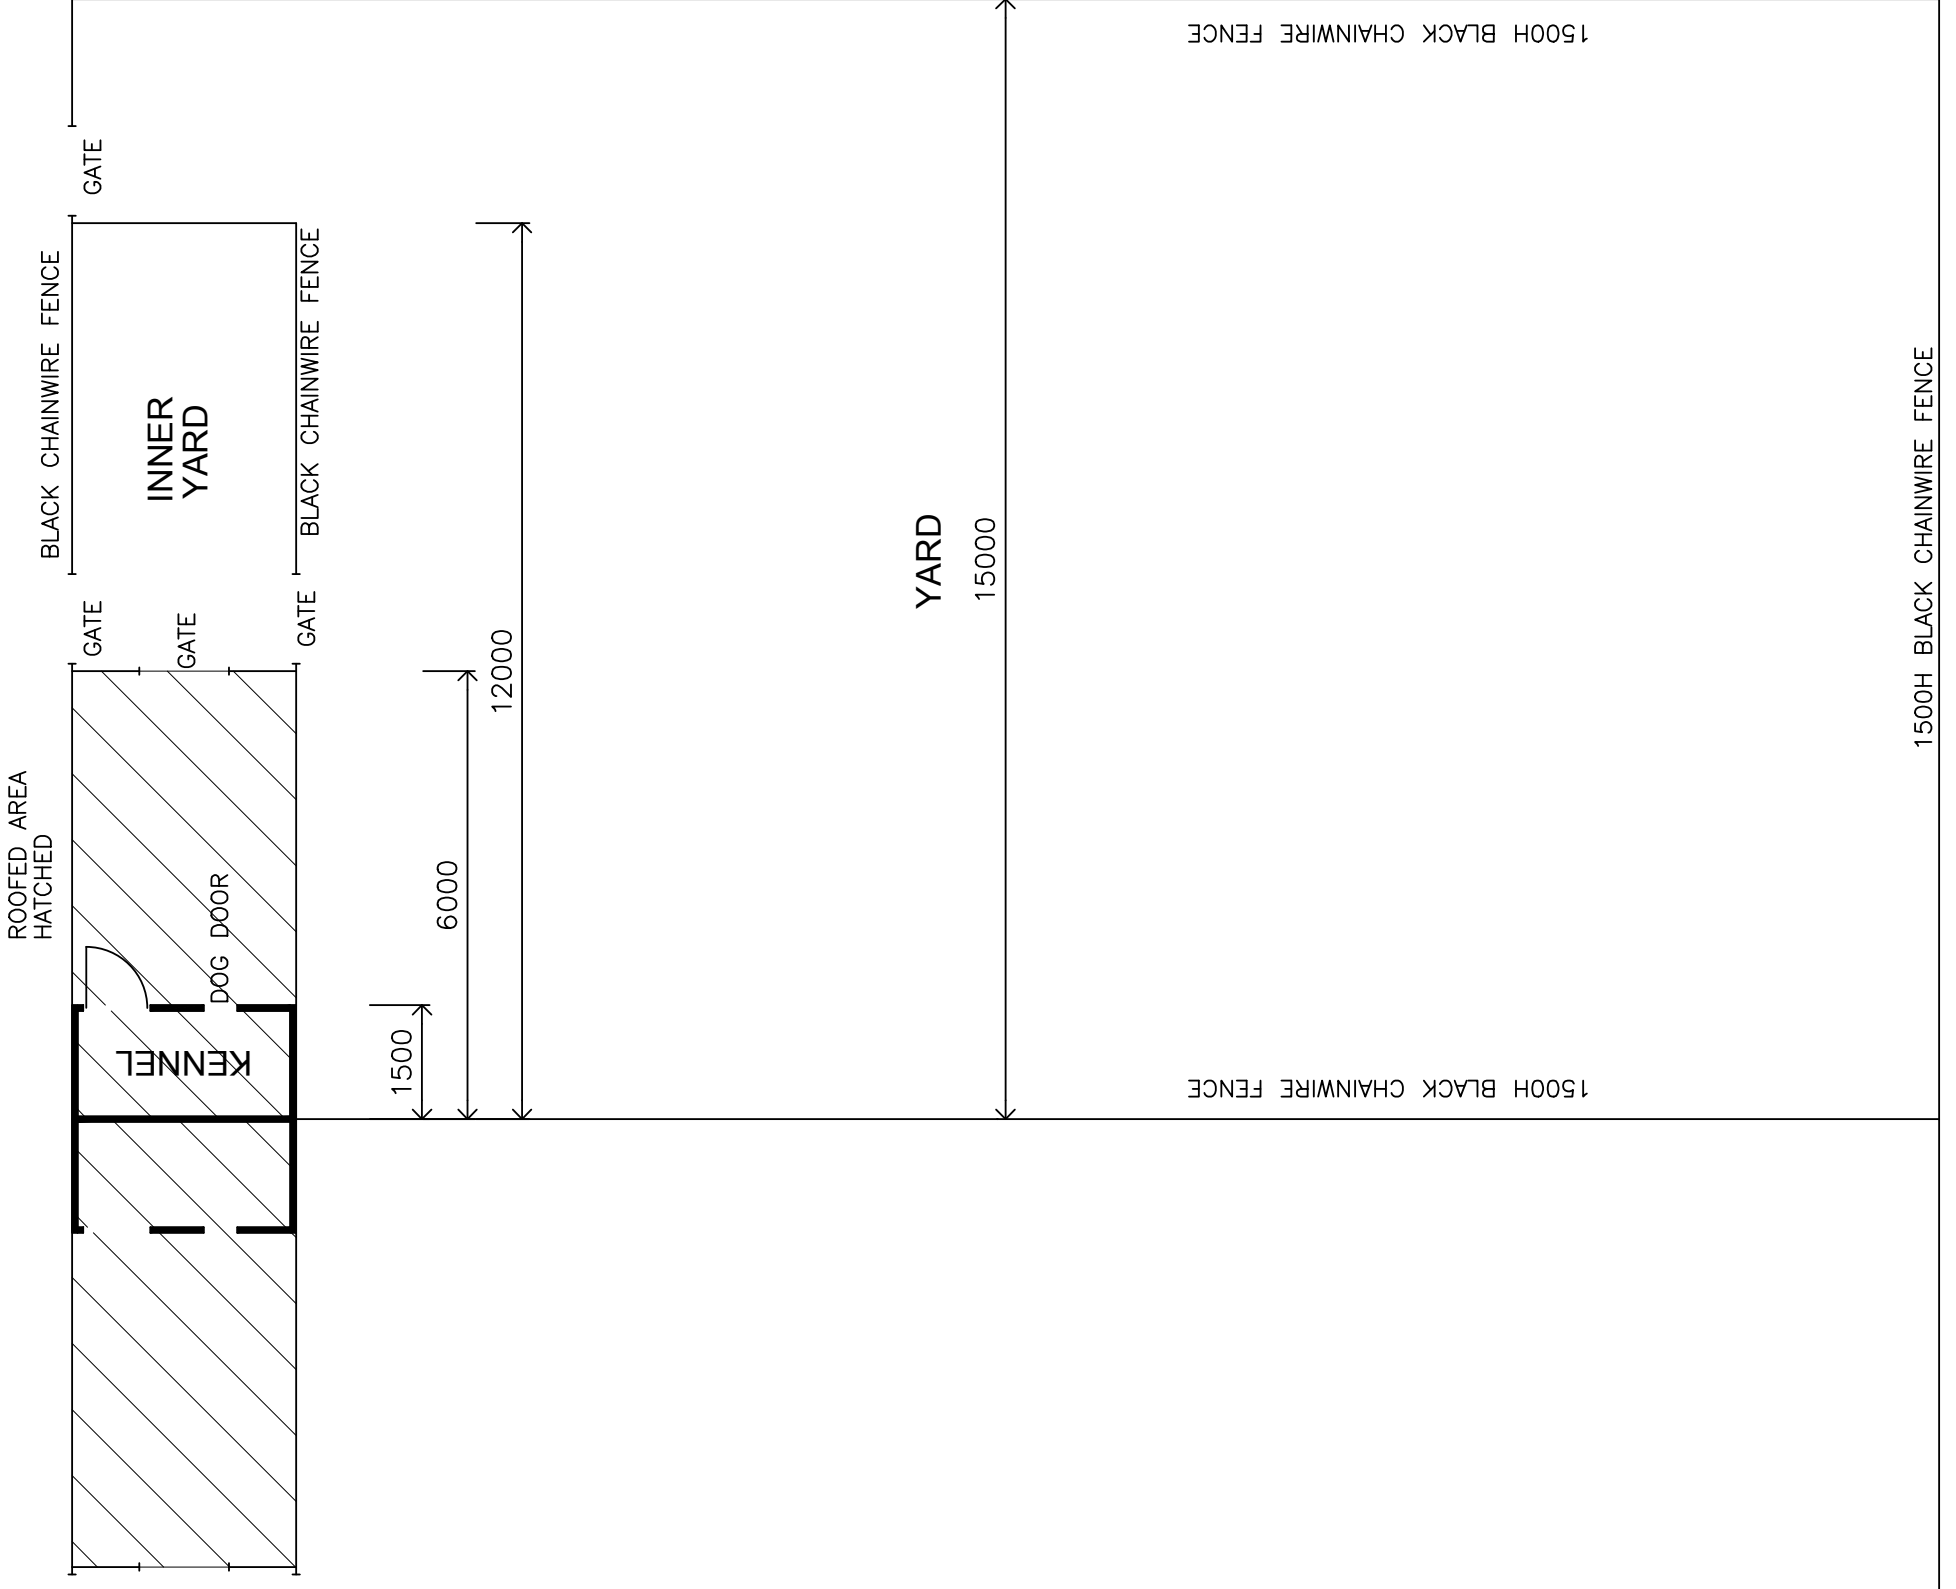 ROOFED AREA
HATCHED
BLACK CHAINWIRE FENCE
GATE
GATE
GATE
GATE
INNER
YARD
BLACK CHAINWIRE FENCE
DOG DOOR
KENNEL
1500
6000
12000
YARD
15000
1500H BLACK CHAINWIRE FENCE
1500H BLACK CHAINWIRE FENCE
1500H BLACK CHAINWIRE FENCE